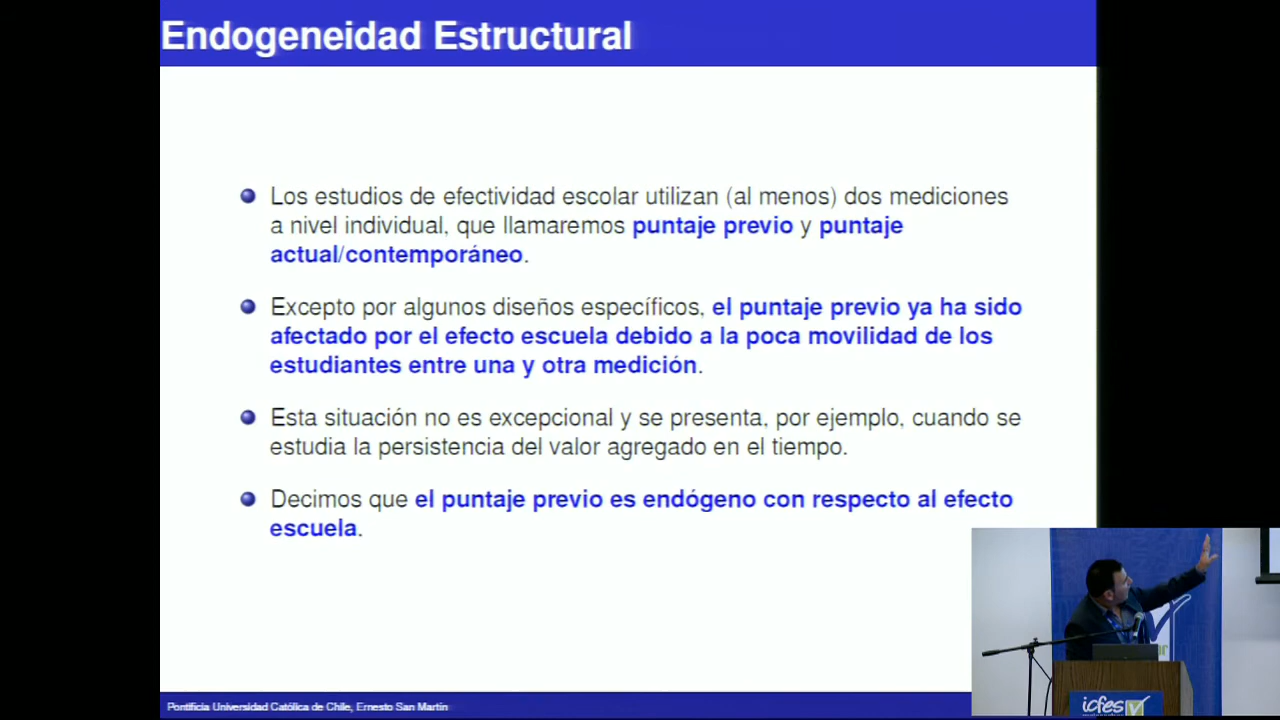 Endogeneidad Estructural
Los estudios de efectividad escolar utilizan (al menos) dos mediciones
a nivel individual, que llamaremos puntaje previo y puntaje
actual/contemporáneo.
Excepto por algunos diseños específicos, el puntaje previo ya ha sido
afectado por el efecto escuela debido a la poca movilidad de los
estudiantes entre una y otra medición.
Esta situación no es excepcional y se presenta, por ejemplo, cuando se
estudia la persistencia del valor agregado en el tiempo.
Decimos que el puntaje previo es endógeno con respecto al efecto
escuela.
Pontificia Universidad Católica de Chile, Ernesto San Martín
icfes